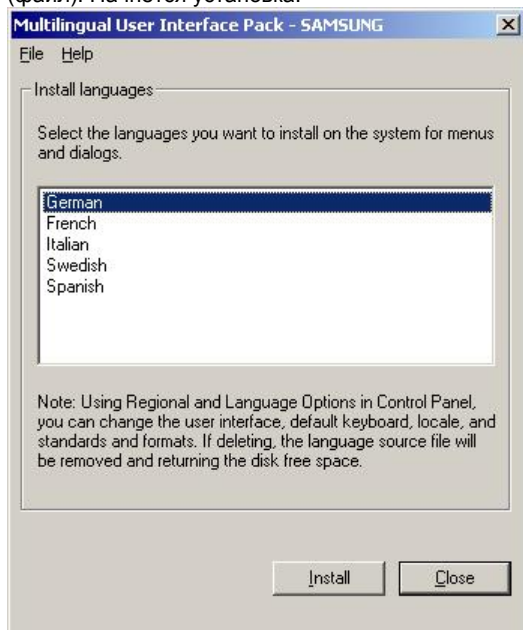 (файл). Начнётся установка.
Multilingual User Interface Pack - SAMSUNG
File Help
Install languages
Select the languages you want to install on the system for menus
and dialogs.
German
French
Italian
Swedish
Spanish
Note: Using Regional and Language Options in Control Panel,
you can change the user interface, default keyboard, locale, and
standards and formats. If deleting, the language source file will
be removed and returning the disk free space.
Install Close